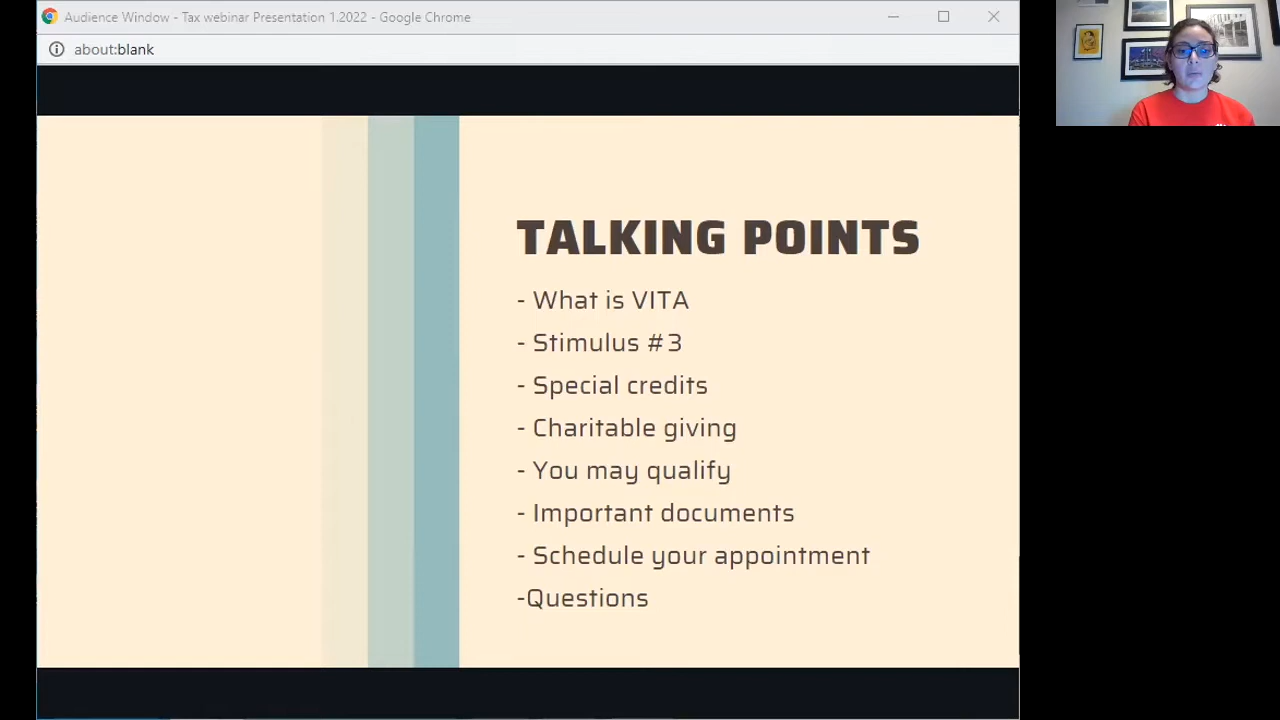 Audience Window - Tax webinar Presentation 1.2022 - Google Chrome
about:blank
TALKING POINTS
- What is VITA
- Stimulus #3
- Special credits
- Charitable giving
- You may qualify
- Important documents
- Schedule your appointment
-Questions